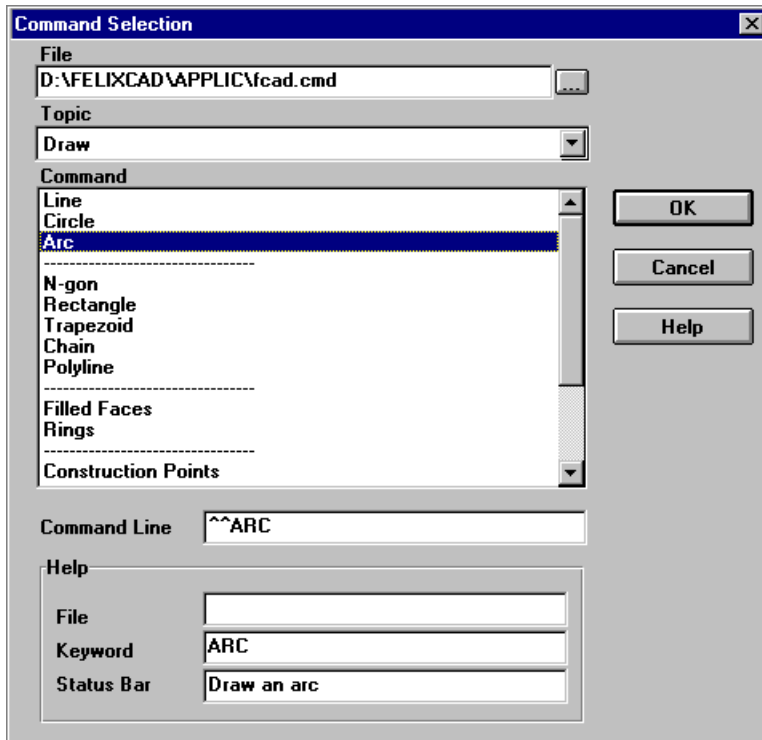 Command Selection
File
D:\FELIXCAD\APPLIC\fcad.cmd
...
Topic
Draw
Command
Line
Circle
Arc
--------------------------------
N-gon
Rectangle
Trapezoid
Chain
Polyline
--------------------------------
Filled Faces
Rings
--------------------------------
Construction Points
OK
Cancel
Help
Command Line ^^ARC
Help
File
Keyword ARC
Status Bar Draw an arc